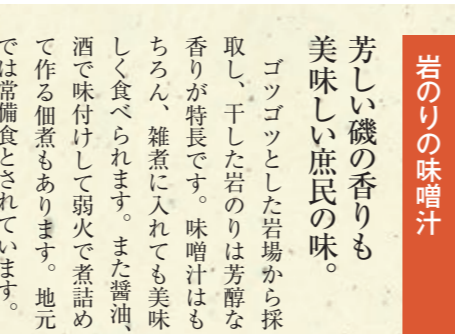 岩のりの味噌汁
芳しい磯の香りも
美味しい庶民の味。
ゴツゴツとした岩場から採
取し、干した岩のりは芳醇な
香りが特長です。味噌汁はも
ちろん、雑煮に入れても美味
しく食べられます。また醤油、
酒で味付けして弱火で煮詰め
て作る佃煮もあります。地元
では常備食とされています。